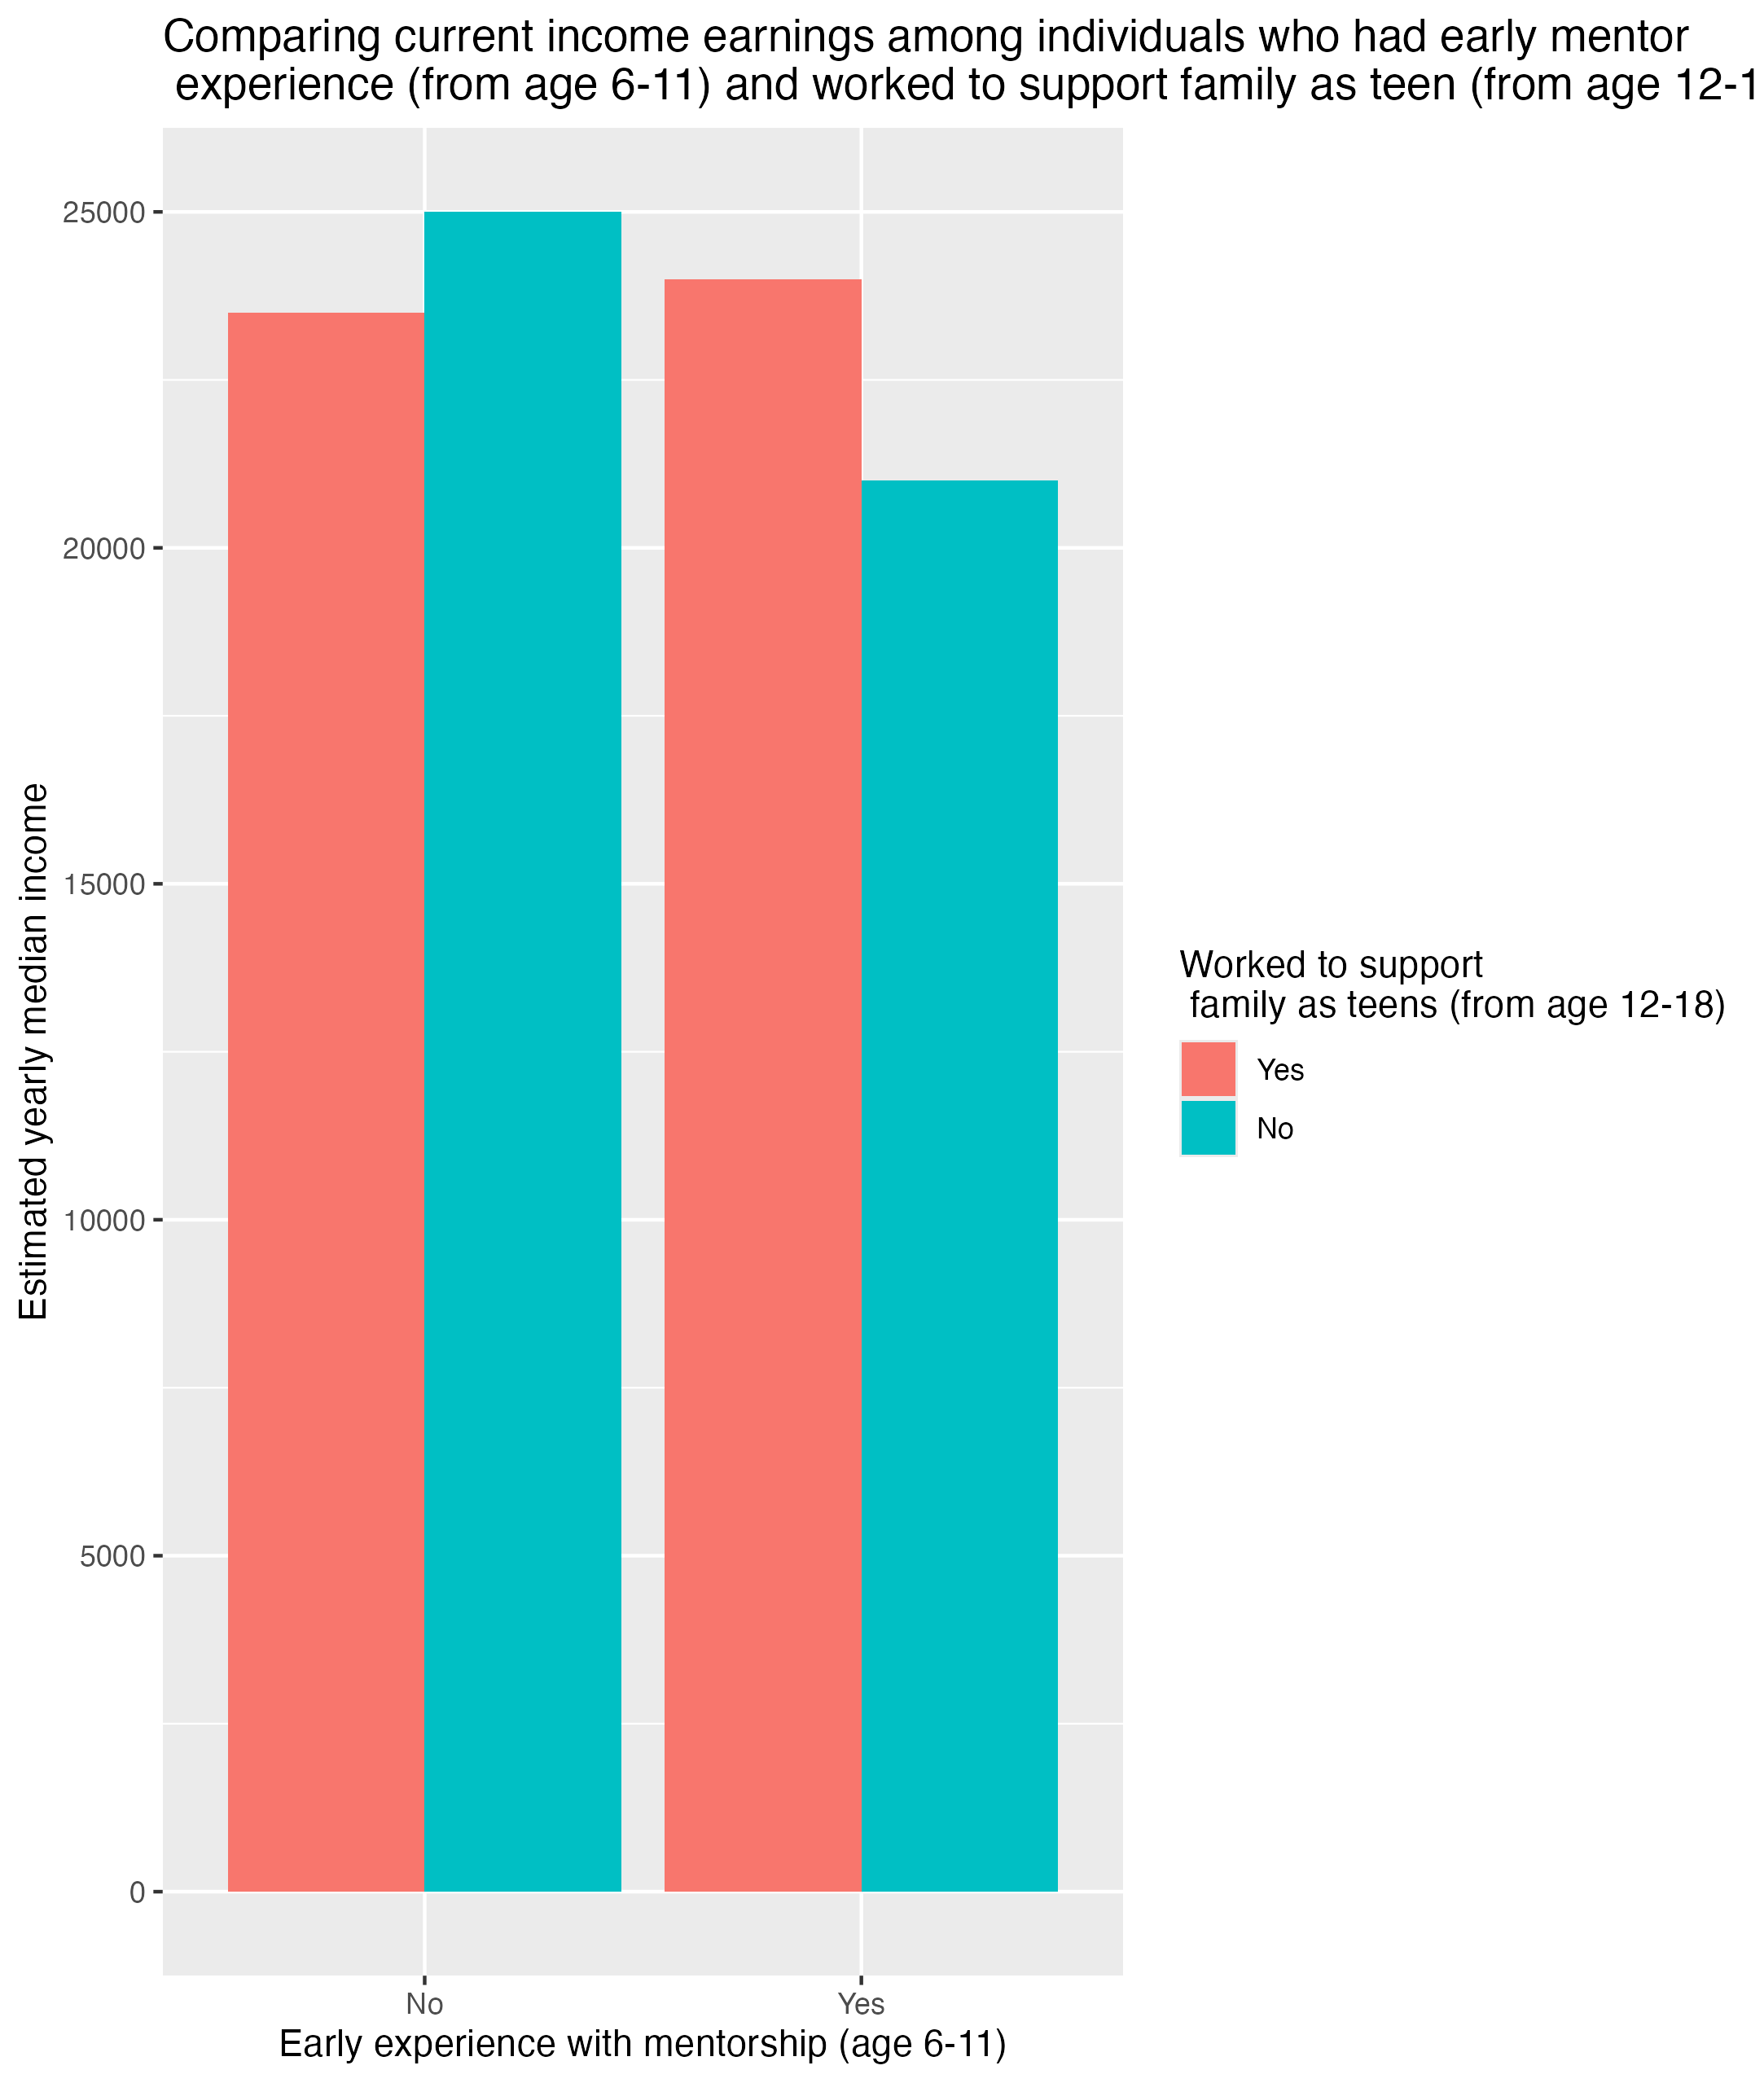 Comparing current income earnings among individuals who had early mentor
experience (from age 6-11) and worked to support family as teen (from age 12-1
25000
20000
15000
10000
5000
0
Estimated yearly median income
No
Yes
Early experience with mentorship (age 6-11)
Worked to support
family as teens (from age 12-18)
Yes
No